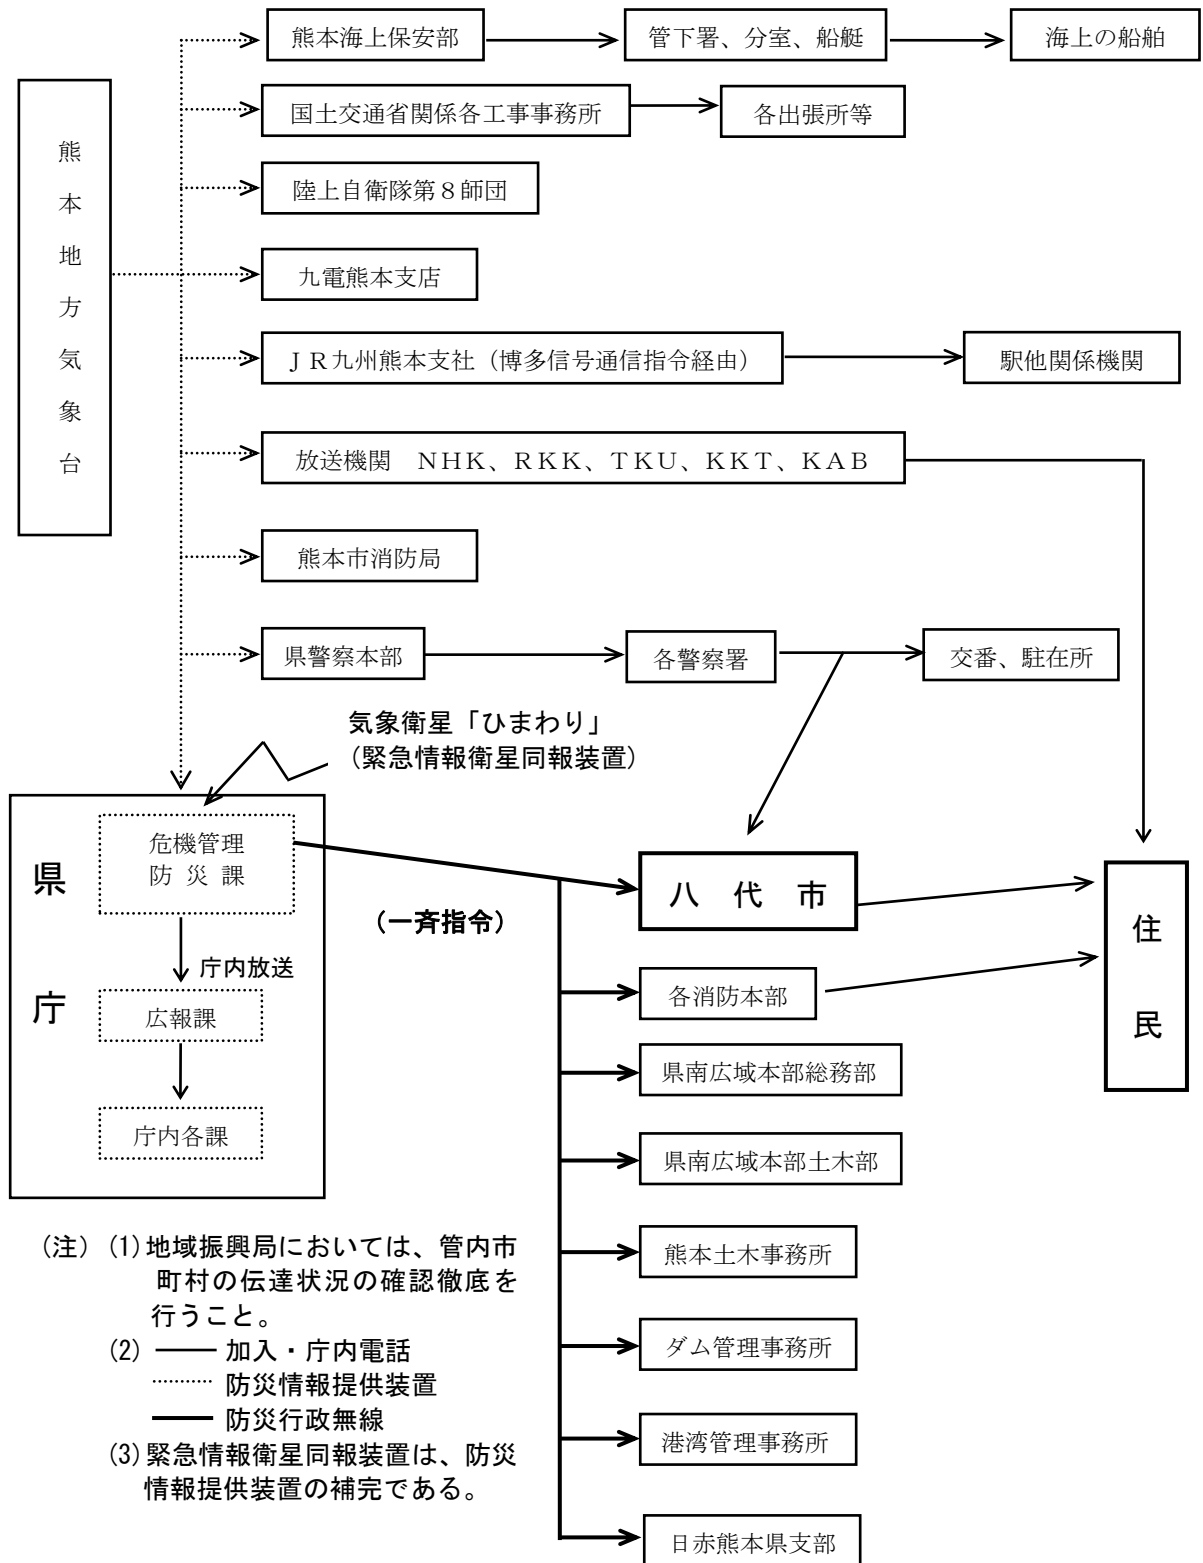 熊本海上保安部
管下署、分室、船艇
海上の船舶
国土交通省関係各工事事務所
各出張所等
熊本地方気象台
陸上自衛隊第８師団
九電熊本支店
ＪＲ九州熊本支社（博多信号通信指令経由）
駅他関係機関
放送機関　ＮＨＫ、ＲＫＫ、ＴＫＵ、ＫＫＴ、ＫＡＢ
熊本市消防局
県警察本部
各警察署
交番、駐在所
気象衛星「ひまわり」
(緊急情報衛星同報装置)
県庁
危機管理
防 災 課
(一斉指令)
八 代 市
住民
庁内放送
広報課
庁内各課
各消防本部
県南広域本部総務部
県南広域本部土木部
熊本土木事務所
ダム管理事務所
港湾管理事務所
日赤熊本県支部
(注) (1)地域振興局においては、管内市
町村の伝達状況の確認徹底を
行うこと。
(2) 加入・庁内電話
防災情報提供装置
防災行政無線
(3)緊急情報衛星同報装置は、防災
情報提供装置の補完である。